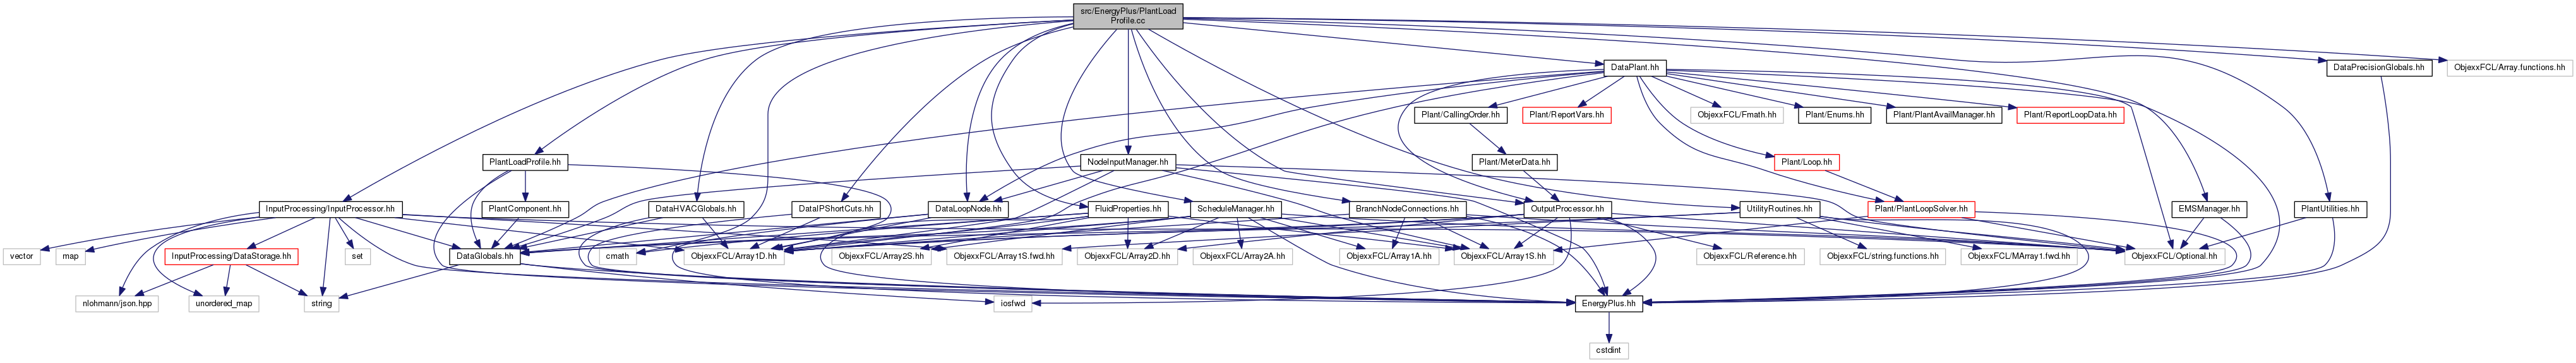 src/EnergyPlus/PlantLoad
Profile.cc
DataPlant.hh
DataPrecisionGlobals.hh
ObjexxFCL/Array.functions.hh
Plant/CallingOrder.hh
Plant/ReportVars.hh
ObjexxFCL/Fmath.hh
Plant/Enums.hh
Plant/PlantAvailManager.hh
Plant/ReportLoopData.hh
PlantLoadProfile.hh
NodeInputManager.hh
Plant/MeterData.hh
Plant/Loop.hh
InputProcessing/InputProcessor.hh
PlantComponent.hh
DataHVACGlobals.hh
DataIPShortCuts.hh
DataLoopNode.hh
FluidProperties.hh
ScheduleManager.hh
BranchNodeConnections.hh
OutputProcessor.hh
UtilityRoutines.hh
Plant/PlantLoopSolver.hh
EMSManager.hh
PlantUtilities.hh
vector
map
InputProcessing/DataStorage.hh
set
DataGlobals.hh
cmath
ObjexxFCL/Array1D.hh
ObjexxFCL/Array2S.hh
ObjexxFCL/Array1S.fwd.hh
ObjexxFCL/Array2D.hh
ObjexxFCL/Array2A.hh
ObjexxFCL/Array1A.hh
ObjexxFCL/Array1S.hh
ObjexxFCL/Reference.hh
ObjexxFCL/string.functions.hh
ObjexxFCL/MArray1.fwd.hh
ObjexxFCL/Optional.hh
nlohmann/json.hpp
unordered_map
string
iosfwd
EnergyPlus.hh
cstdint